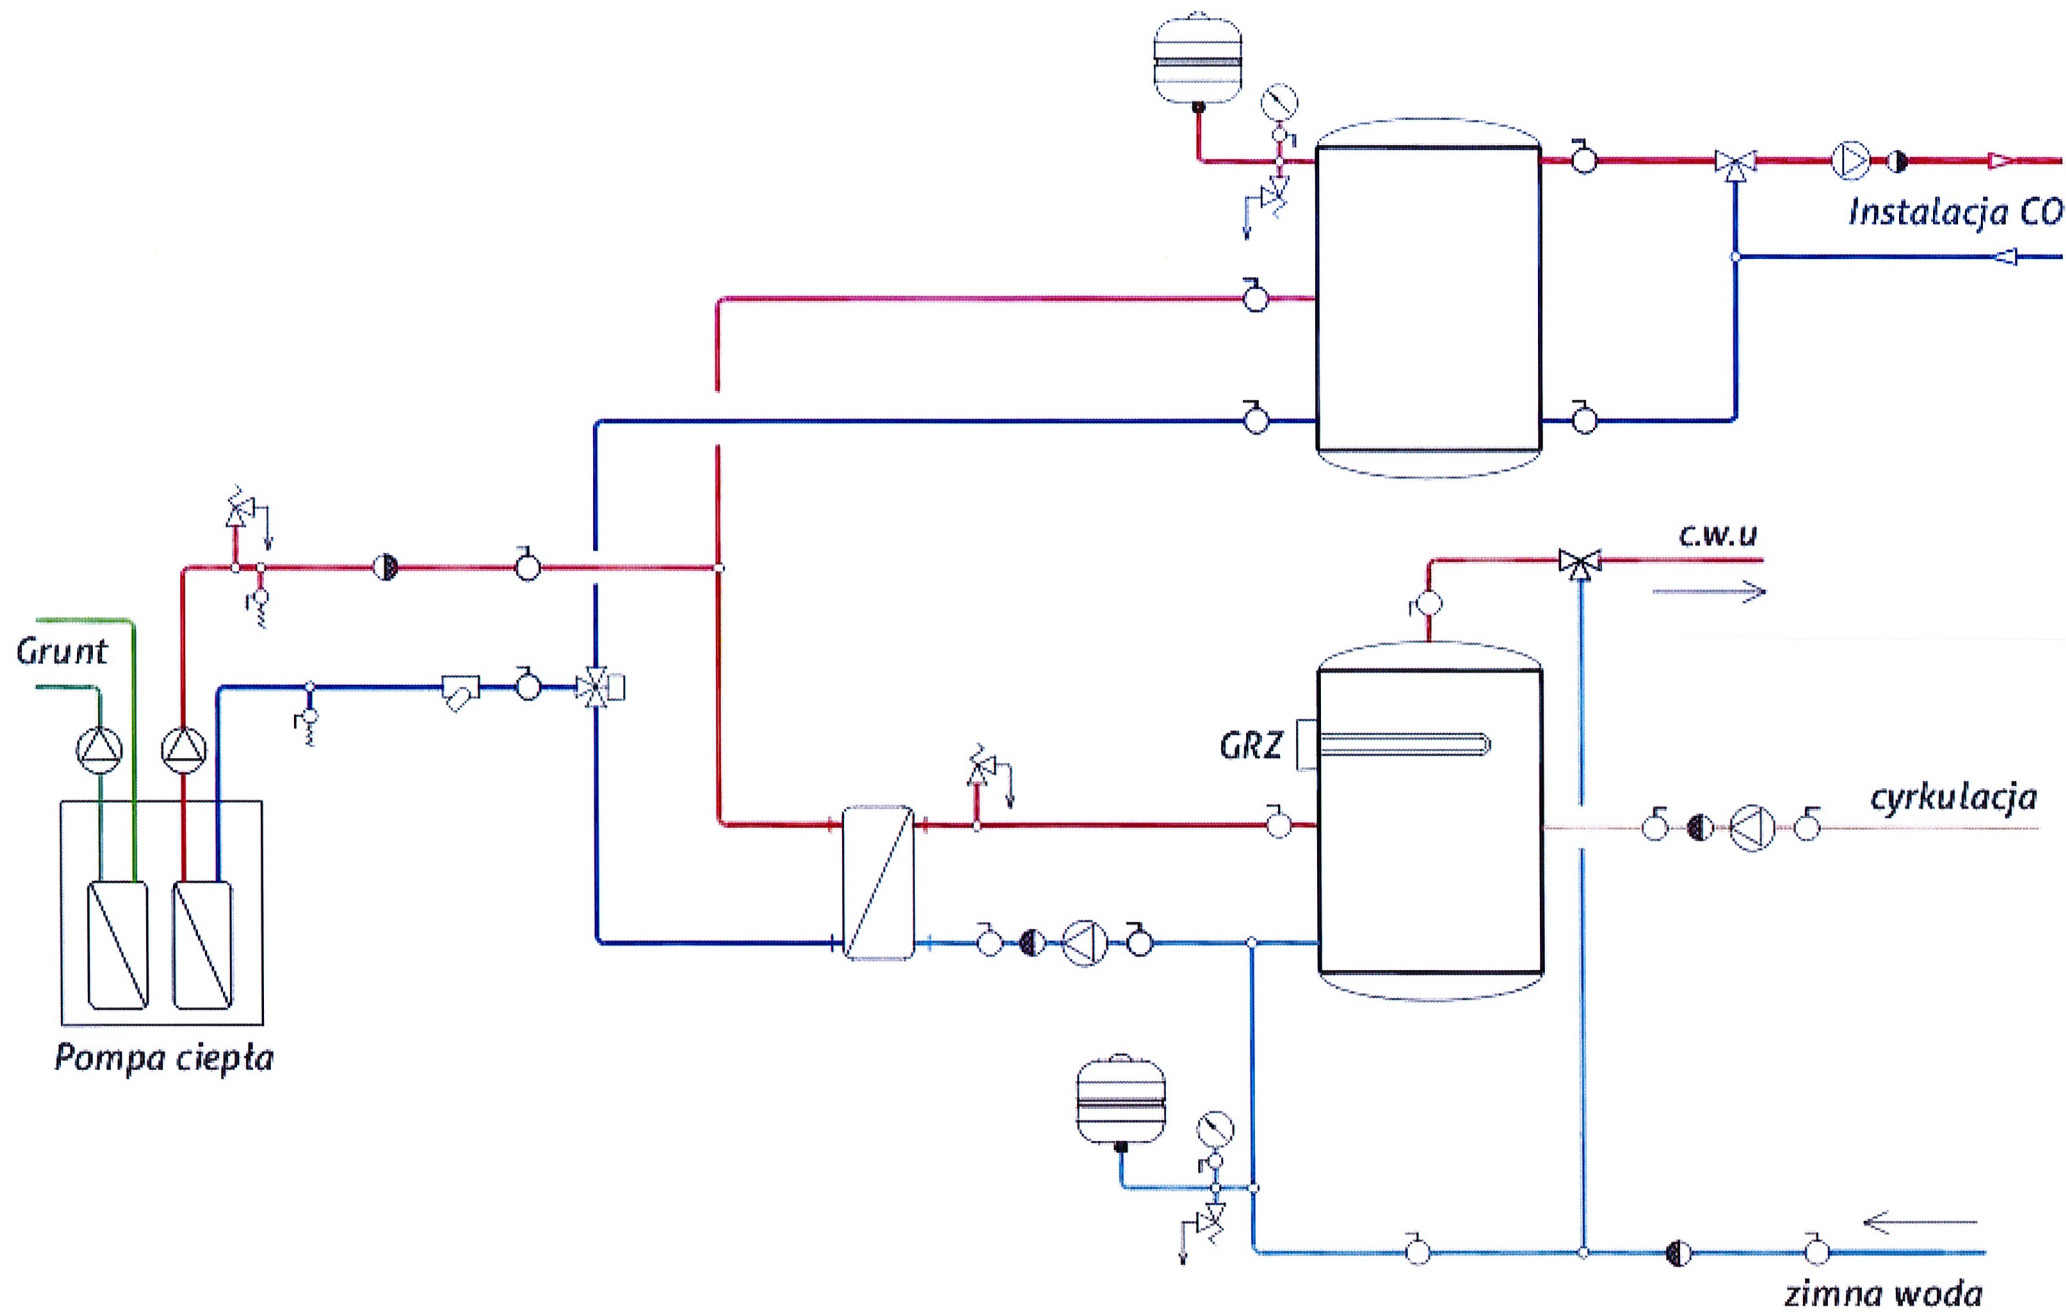 Instalacja CO
c.w.u
Grunt
GRZ
cyrkulacja
Pompa ciepła
zimna woda